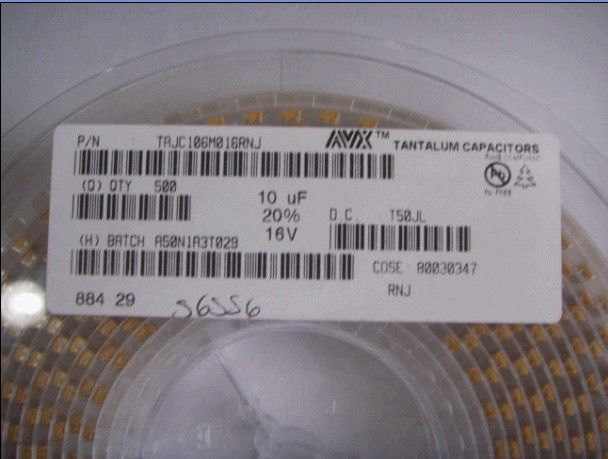 P/N TAJC106M016RNJ AVX™ TANTALUM CAPACITORS
(Q) QTY 500
10 uF
20%
16V
D.C. T50JL
Pb
(H) BATCH A50N1A3T029
COSE 80030347
RNJ
884 29
S6SS6